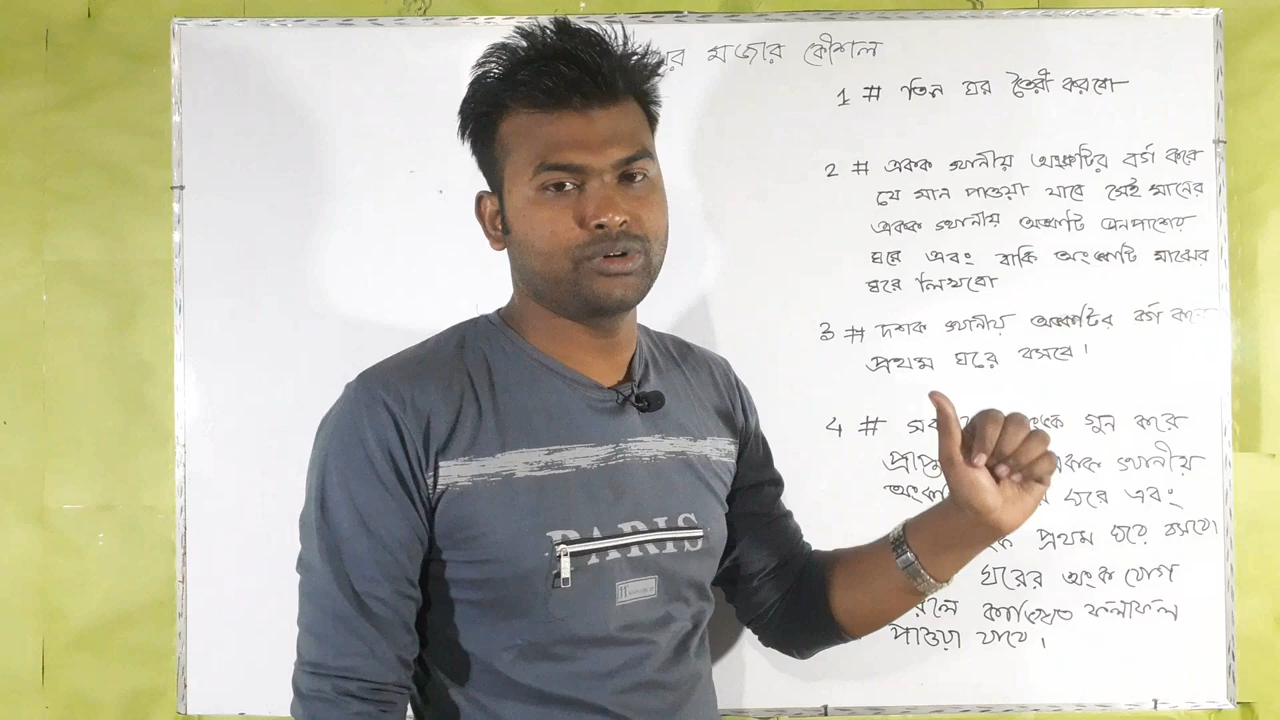 মজার কৌশল
1 # তিন ঘর তৈরী করবো
2 # একক স্থানীয় অংকটির বর্গ করে
যে মান পাওয়া যাবে সেই মানের
একক স্থানীয় অংকটি ডানপাশের
ঘরে এবং বাকি অংকটি মাঝের
ঘরে লিখবো
3 # দশক স্থানীয় অংকটির বর্গ করে
প্রথম ঘরে বসবে।
4 # গুন করে
একক স্থানীয়
ঘরে এবং
প্রথম ঘরে বসবে।
ঘরের অংক যোগ
কাঙ্ক্ষিত ফলাফল
পাওয়া যাবে।
PARIS